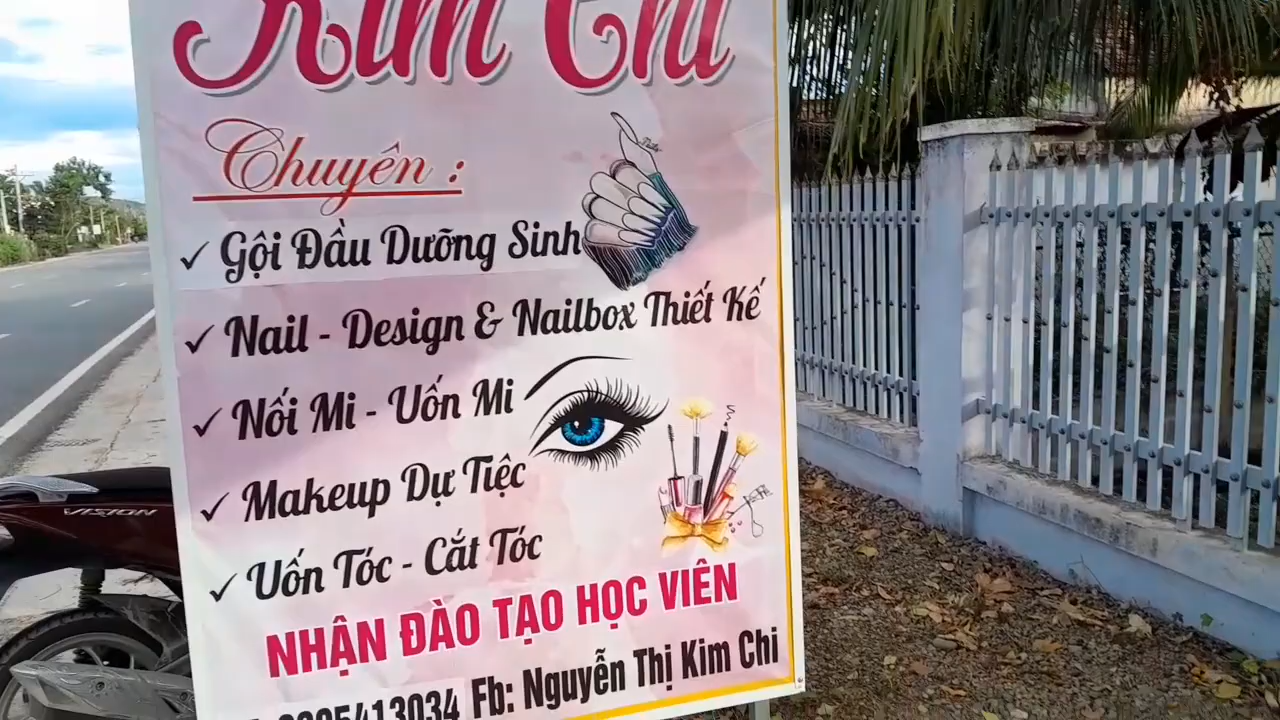 Kim Chi
Chuyên :
✓ Gội Đầu Dưỡng Sinh
✓ Nail - Design & Nailbox Thiết Kế
✓ Nối Mi - Uốn Mi
✓ Makeup Dự Tiệc
✓ Uốn Tóc - Cắt Tóc
NHẬN ĐÀO TẠO HỌC VIÊN
Fb: Nguyễn Thị Kim Chi
VISION